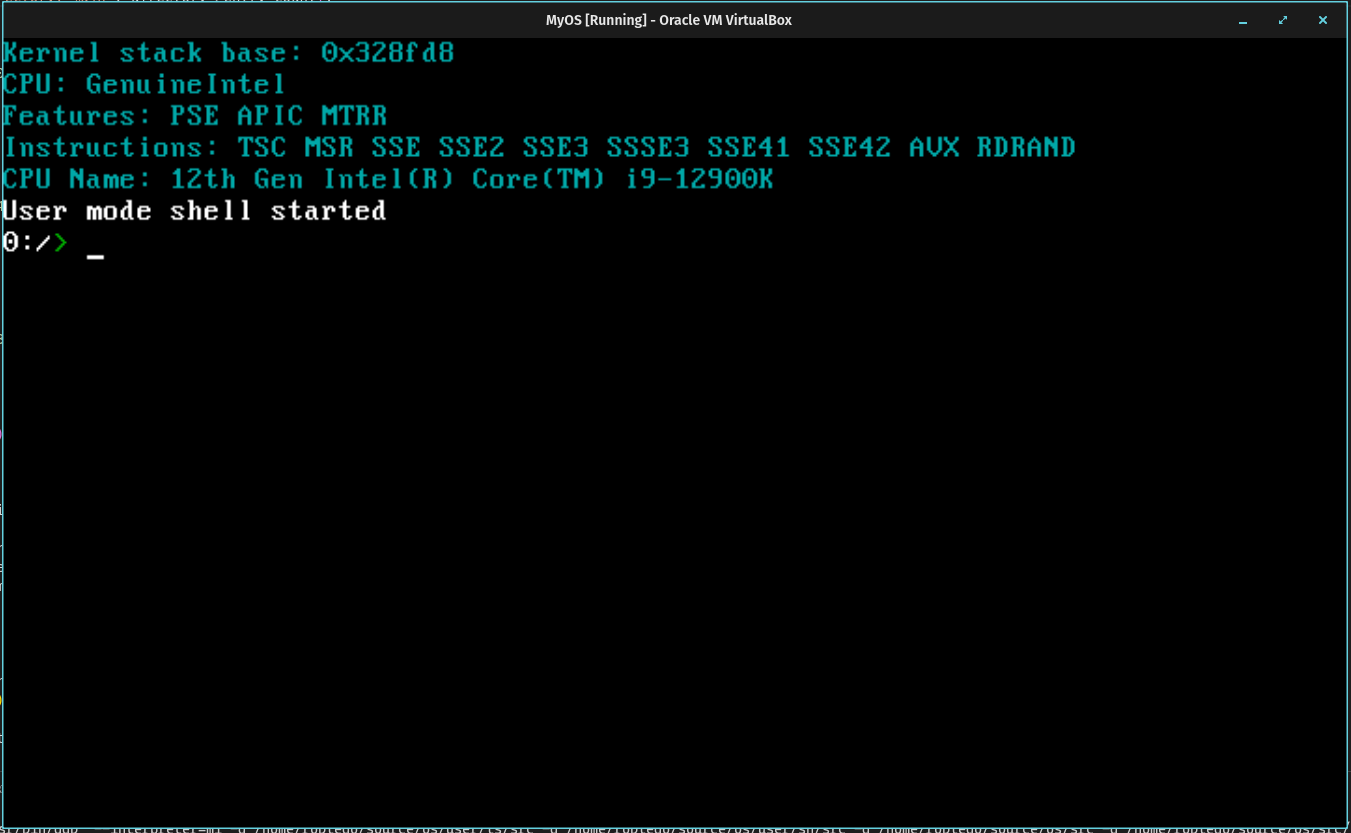 MyOS [Running] - Oracle VM VirtualBox
Kernel stack base: 0x328fd8
CPU: GenuineIntel
Features: PSE APIC MTRR
Instructions: TSC MSR SSE SSE2 SSE3 SSSE3 SSE41 SSE42 AVX RDRAND
CPU Name: 12th Gen Intel(R) Core(TM) i9-12900K
User mode shell started
0:/> _